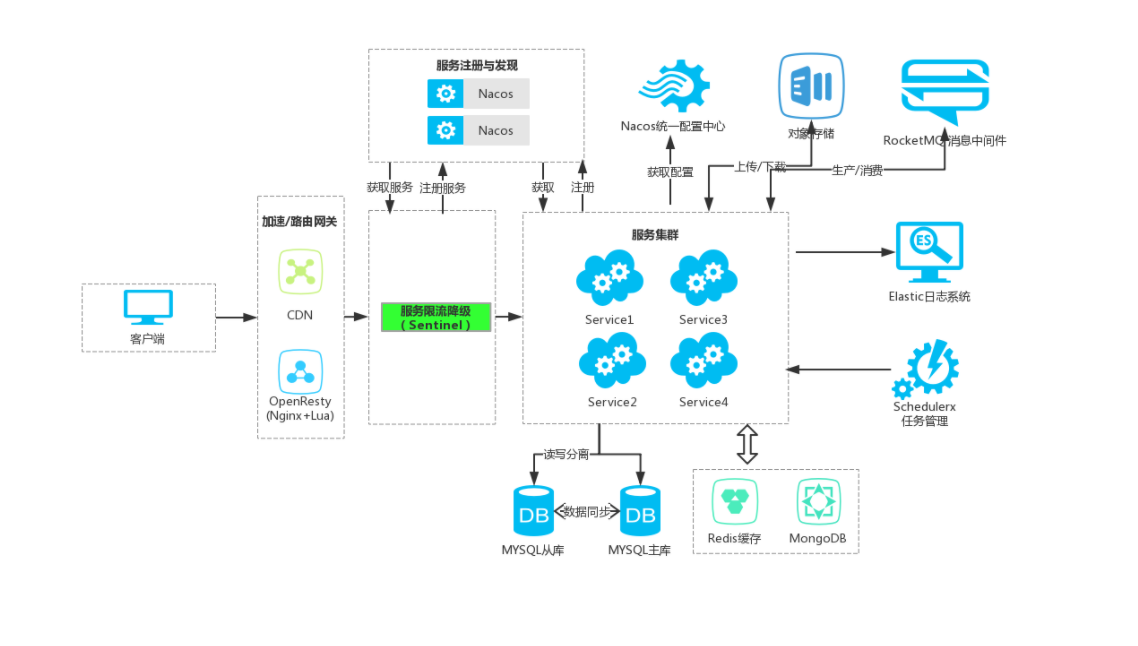 服务注册与发现
Nacos
Nacos
Nacos统一配置中心
对象存储
RocketMQ消息中间件
获取服务
注册服务
获取
注册
获取配置
上传/下载
生产/消费
加速/路由网关
CDN
OpenResty
(Nginx+Lua)
客户端
服务限流降级
(Sentinel)
服务集群
Service1
Service3
Service2
Service4
ES
Elastic日志系统
Schedulerx
任务管理
读写分离
DB
数据同步
DB
MYSQL从库
MYSQL主库
Redis缓存
MongoDB